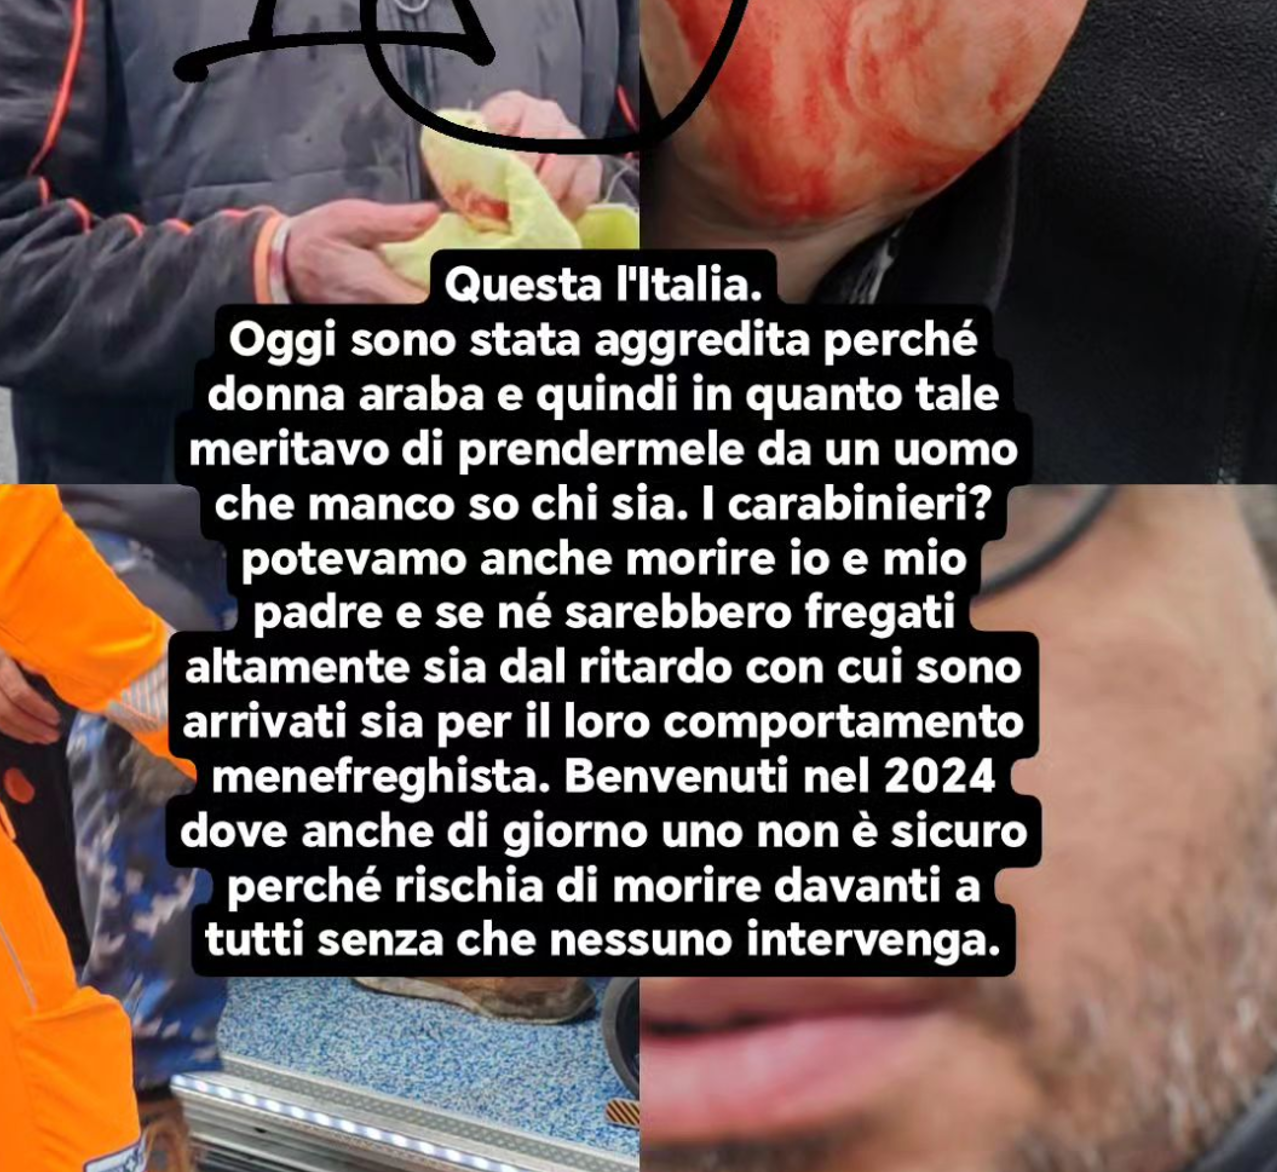 Questa l'Italia.
Oggi sono stata aggredita perché
donna araba e quindi in quanto tale
meritavo di prendermele da un uomo
che manco so chi sia. I carabinieri?
potevamo anche morire io e mio
padre e se né sarebbero fregati
altamente sia dal ritardo con cui sono
arrivati sia per il loro comportamento
menefreghista. Benvenuti nel 2024
dove anche di giorno uno non è sicuro
perché rischia di morire davanti a
tutti senza che nessuno intervenga.